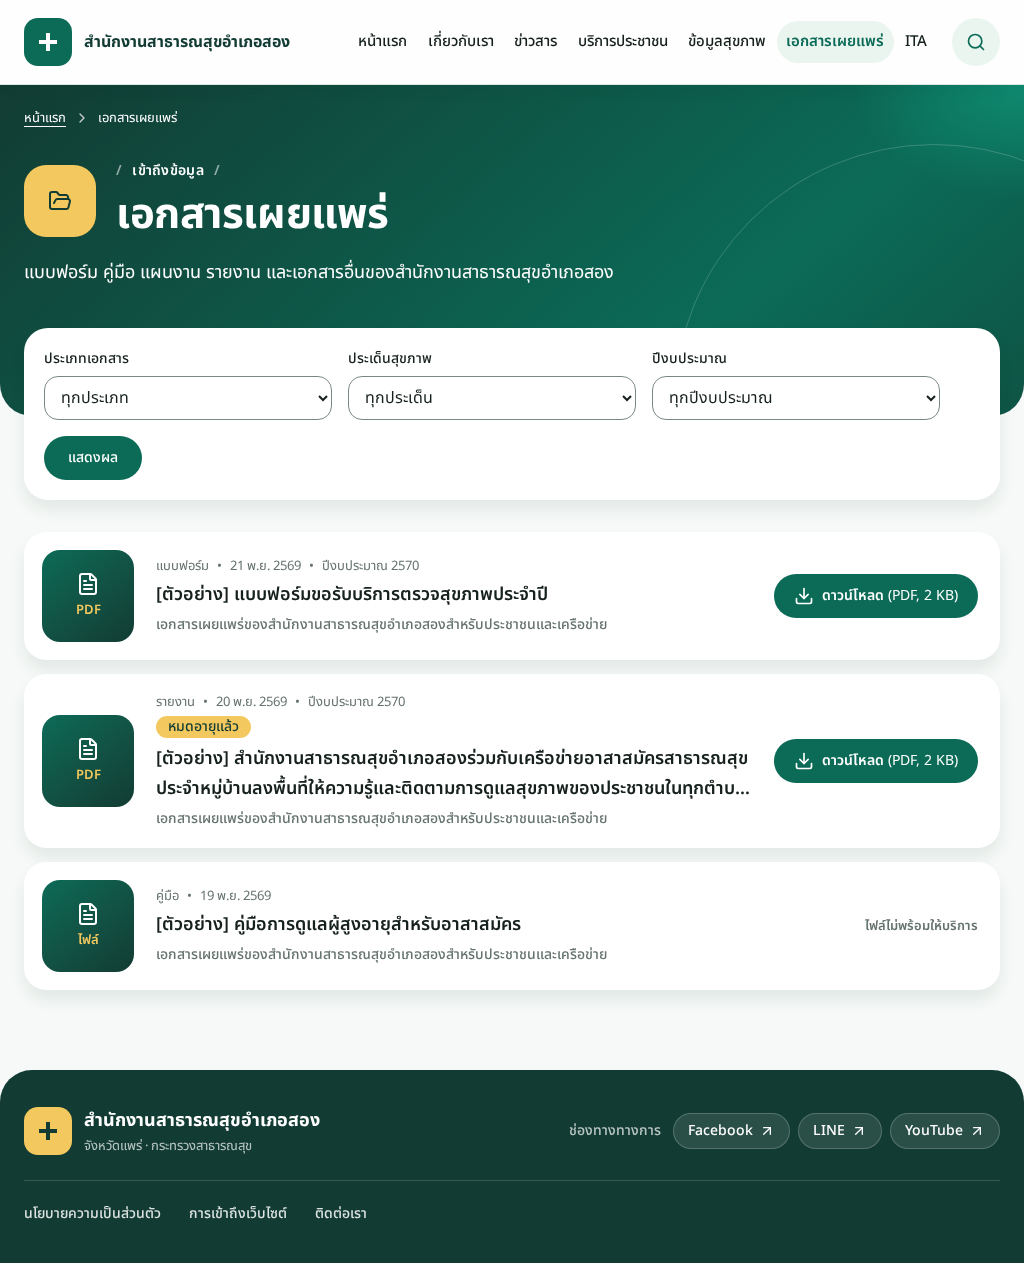 สำนักงานสาธารณสุขอำเภอสอง
หน้าแรก เกี่ยวกับเรา ข่าวสาร บริการประชาชน ข้อมูลสุขภาพ เอกสารเผยแพร่ ITA
หน้าแรก เอกสารเผยแพร่
/ เข้าถึงข้อมูล /
เอกสารเผยแพร่
แบบฟอร์ม คู่มือ แผนงาน รายงาน และเอกสารอื่นของสำนักงานสาธารณสุขอำเภอสอง
ประเภทเอกสาร ประเด็นสุขภาพ ปีงบประมาณ
ทุกประเภท ทุกประเด็น ทุกปีงบประมาณ
แสดงผล
แบบฟอร์ม • 21 พ.ย. 2569 • ปีงบประมาณ 2570
[ตัวอย่าง] แบบฟอร์มขอรับบริการตรวจสุขภาพประจำปี
เอกสารเผยแพร่ของสำนักงานสาธารณสุขอำเภอสองสำหรับประชาชนและเครือข่าย
PDF
ดาวน์โหลด (PDF, 2 KB)
รายงาน • 20 พ.ย. 2569 • ปีงบประมาณ 2570
หมดอายุแล้ว
[ตัวอย่าง] สำนักงานสาธารณสุขอำเภอสองร่วมกับเครือข่ายอาสาสมัครสาธารณสุข
ประจำหมู่บ้านลงพื้นที่ให้ความรู้และติดตามการดูแลสุขภาพของประชาชนในทุกตำบ...
เอกสารเผยแพร่ของสำนักงานสาธารณสุขอำเภอสองสำหรับประชาชนและเครือข่าย
PDF
ดาวน์โหลด (PDF, 2 KB)
คู่มือ • 19 พ.ย. 2569
[ตัวอย่าง] คู่มือการดูแลผู้สูงอายุสำหรับอาสาสมัคร
เอกสารเผยแพร่ของสำนักงานสาธารณสุขอำเภอสองสำหรับประชาชนและเครือข่าย
ไฟล์
ไฟล์ไม่พร้อมให้บริการ
สำนักงานสาธารณสุขอำเภอสอง
จังหวัดแพร่ · กระทรวงสาธารณสุข
ช่องทางทางการ Facebook LINE YouTube
นโยบายความเป็นส่วนตัว การเข้าถึงเว็บไซต์ ติดต่อเรา